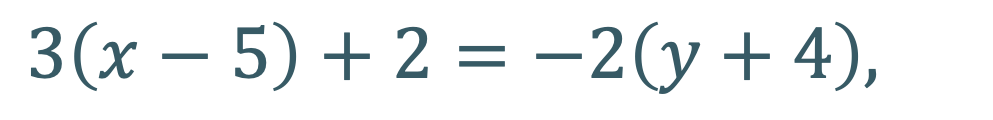 3(x − 5) + 2 = −2(y + 4),